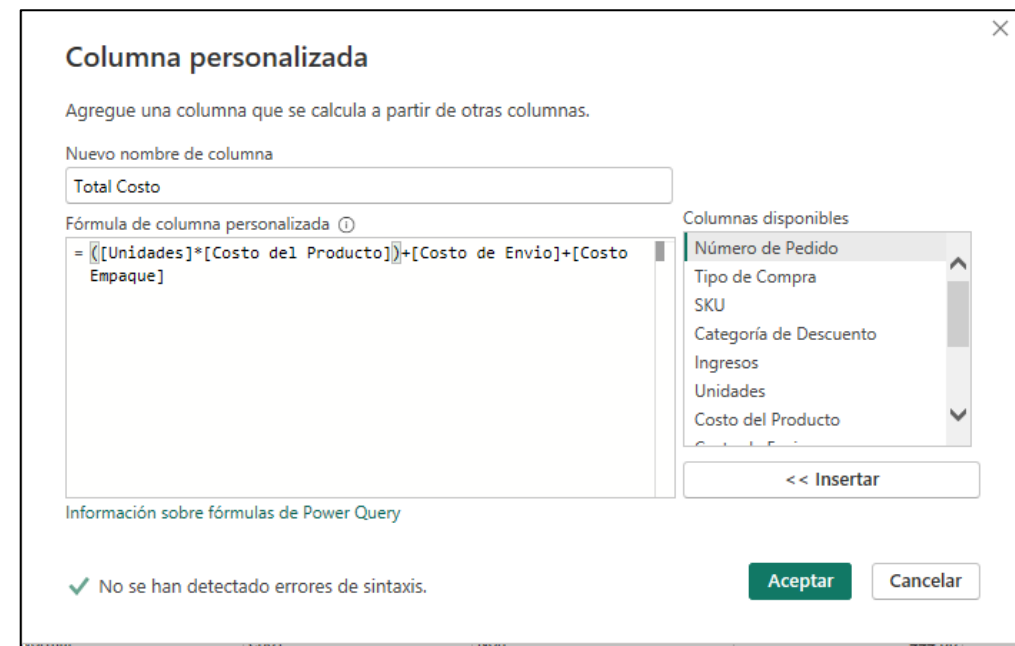 Columna personalizada
Agregue una columna que se calcula a partir de otras columnas.
Nuevo nombre de columna
Total Costo
Fórmula de columna personalizada
= ([Unidades]*[Costo del Producto])+[Costo de Envio]+[Costo
Empaque]
Columnas disponibles
Número de Pedido
Tipo de Compra
SKU
Categoría de Descuento
Ingresos
Unidades
Costo del Producto
<< Insertar
Información sobre fórmulas de Power Query
No se han detectado errores de sintaxis.
Aceptar
Cancelar